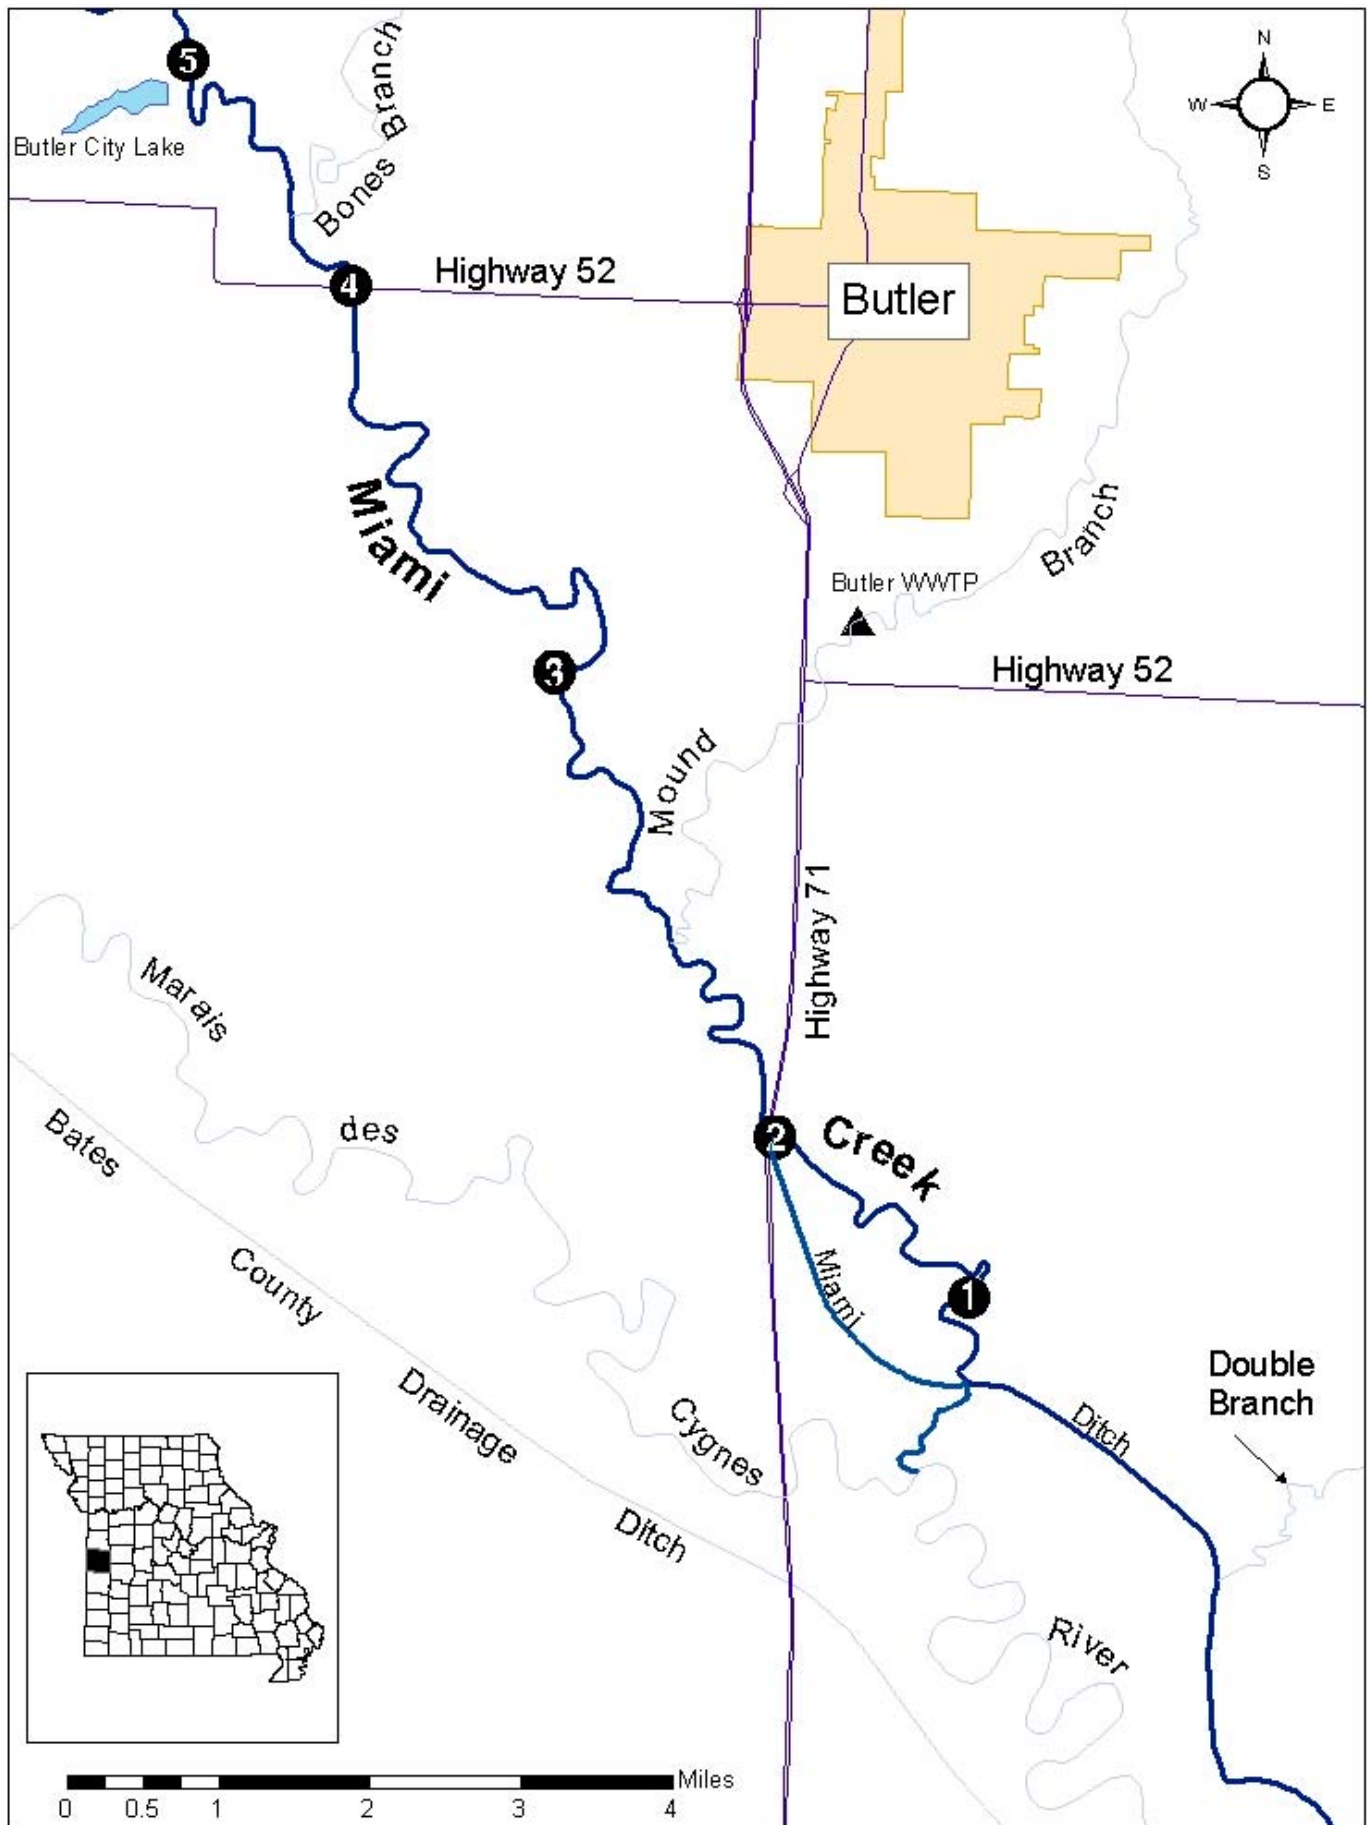 5
Butler City Lake
Bones Branch
N
W E
S
4
Highway 52
Butler
Miami
Branch
Butler WWTP
3
Highway 52
Mound
Highway 71
Marais
des
2
Creek
Bates
County
Miami
1
Double
Branch
Drainage
Cygnes
Ditch
Ditch
River
Miles
0 0.5 1 2 3 4